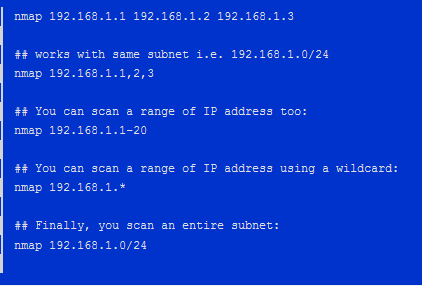 nmap 192.168.1.1 192.168.1.2 192.168.1.3
## works with same subnet i.e. 192.168.1.0/24
nmap 192.168.1.1,2,3
## You can scan a range of IP address too:
nmap 192.168.1.1-20
## You can scan a range of IP address using a wildcard:
nmap 192.168.1.*
## Finally, you scan an entire subnet:
nmap 192.168.1.0/24